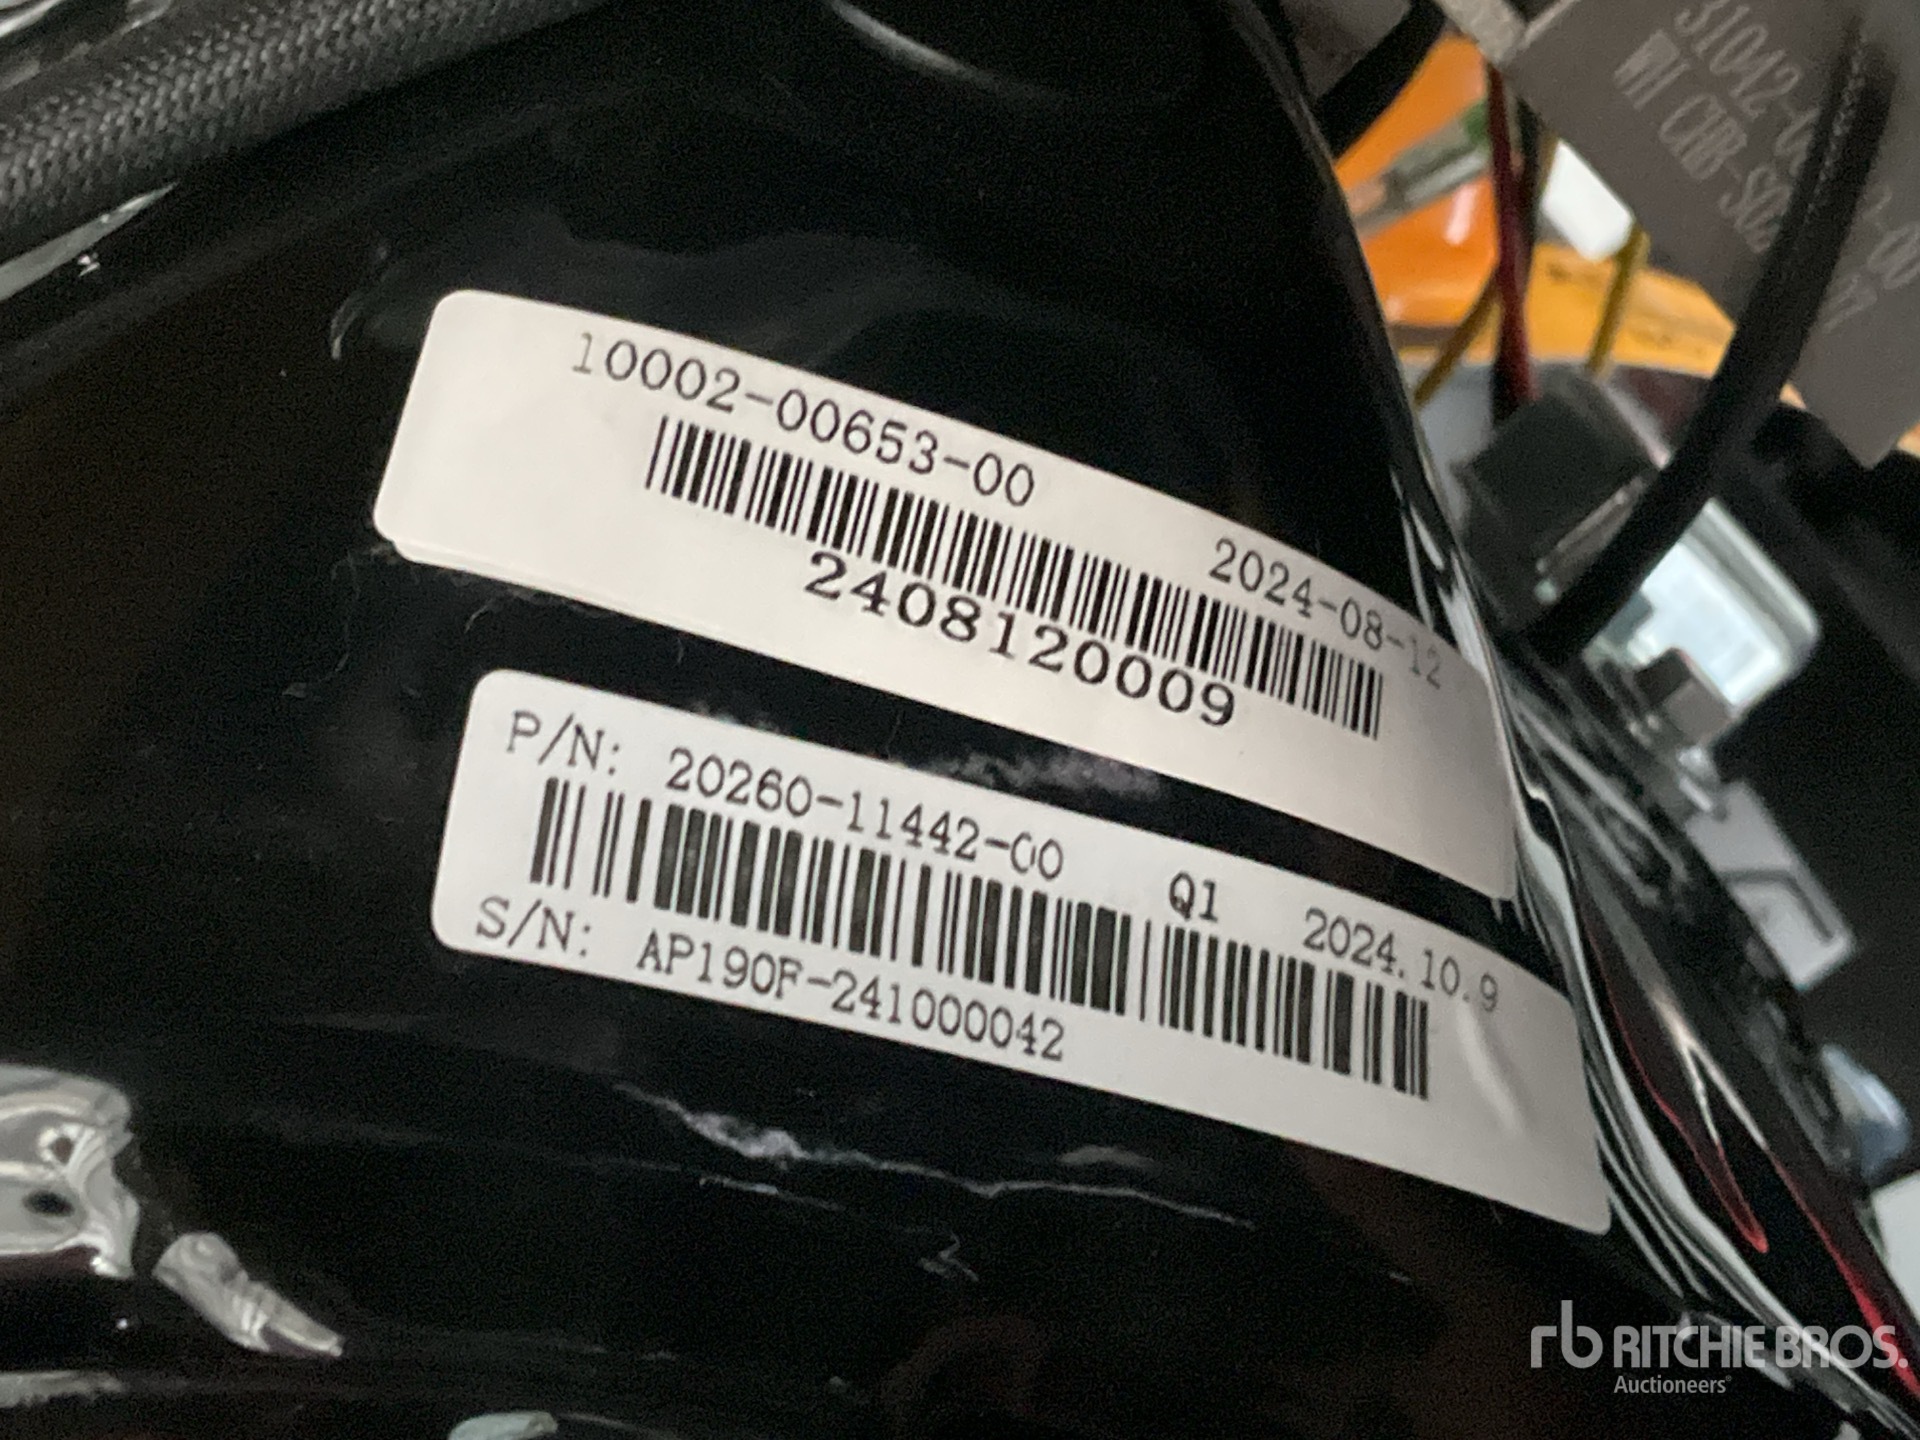 10002-00653-00 2024-08-12
2408120009
P/N: 20260-11442-00 Q1 2024.10.9
S/N: AP190F-241000042
rb RITCHIE BROS.
Auctioneers®